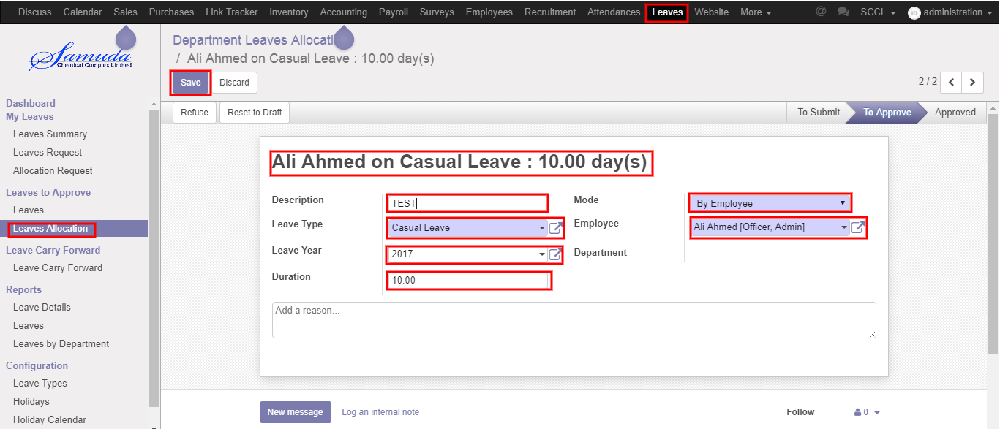 Discuss Calendar Sales Purchases Link Tracker Inventory Accounting Payroll Surveys Employees Recruitment Attendances Leaves Website More @ SCCL administration
Samuda
Chemical Complex Limited
Dashboard
My Leaves
Leaves Summary
Leaves Request
Allocation Request
Leaves to Approve
Leaves
Leaves Allocation
Leave Carry Forward
Leave Carry Forward
Reports
Leave Details
Leaves
Leaves by Department
Configuration
Leave Types
Holidays
Holiday Calendar
Department Leaves Allocati
/ Ali Ahmed on Casual Leave : 10.00 day(s)
Save Discard
2 / 2
Refuse Reset to Draft
To Submit To Approve Approved
Ali Ahmed on Casual Leave : 10.00 day(s)
Description TEST
Mode By Employee
Leave Type Casual Leave
Employee Ali Ahmed [Officer, Admin]
Leave Year 2017
Department
Duration 10.00
Add a reason...
New message Log an internal note
Follow 0